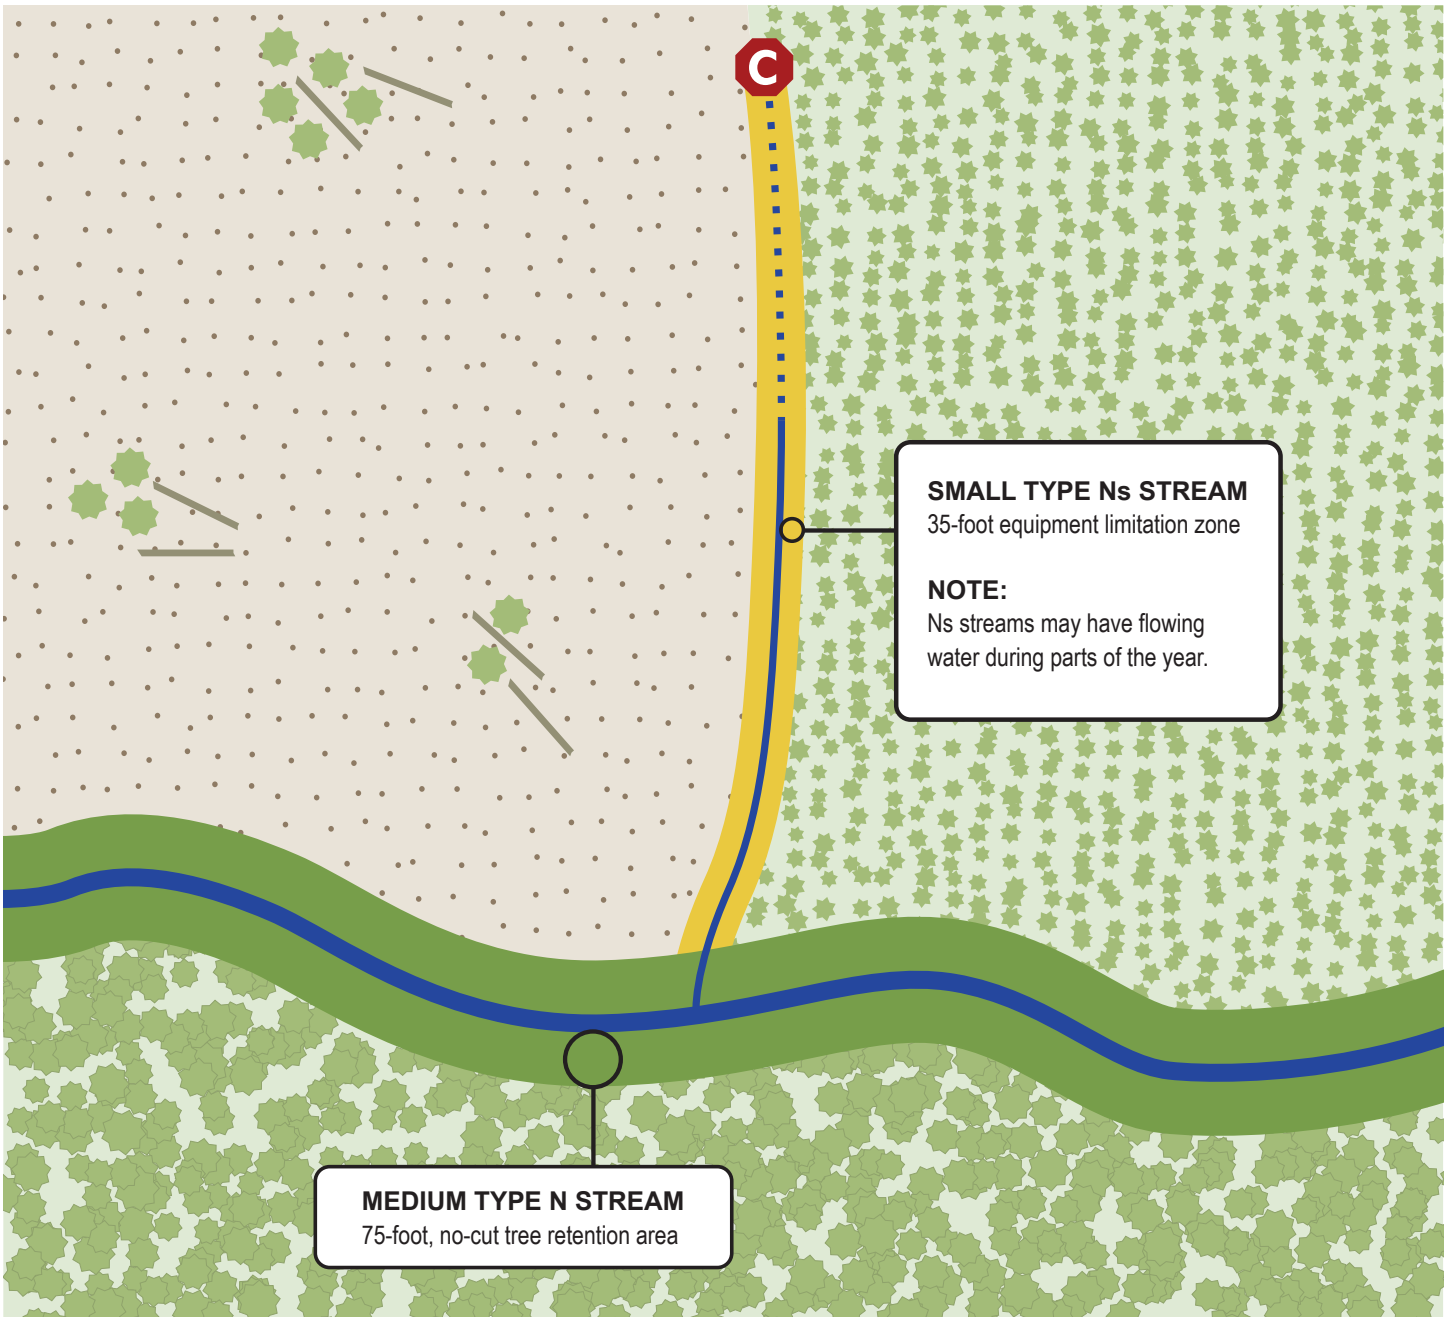 C
SMALL TYPE Ns STREAM
35-foot equipment limitation zone
NOTE:
Ns streams may have flowing
water during parts of the year.
MEDIUM TYPE N STREAM
75-foot, no-cut tree retention area